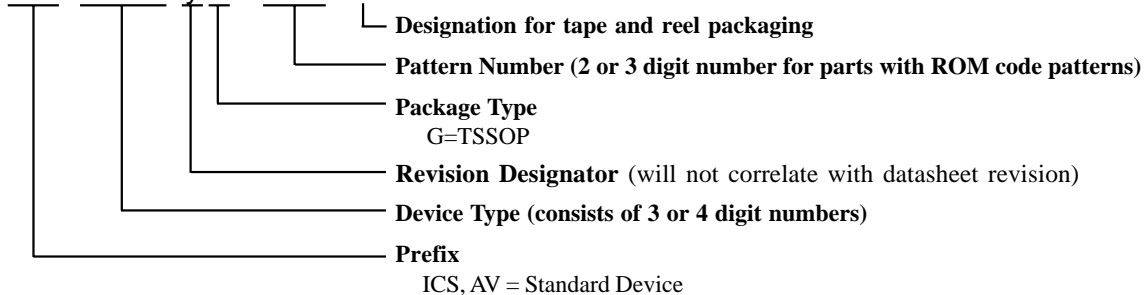 Designation for tape and reel packaging
Pattern Number (2 or 3 digit number for parts with ROM code patterns)
Package Type
G=TSSOP
Revision Designator (will not correlate with datasheet revision)
Device Type (consists of 3 or 4 digit numbers)
Prefix
ICS, AV = Standard Device